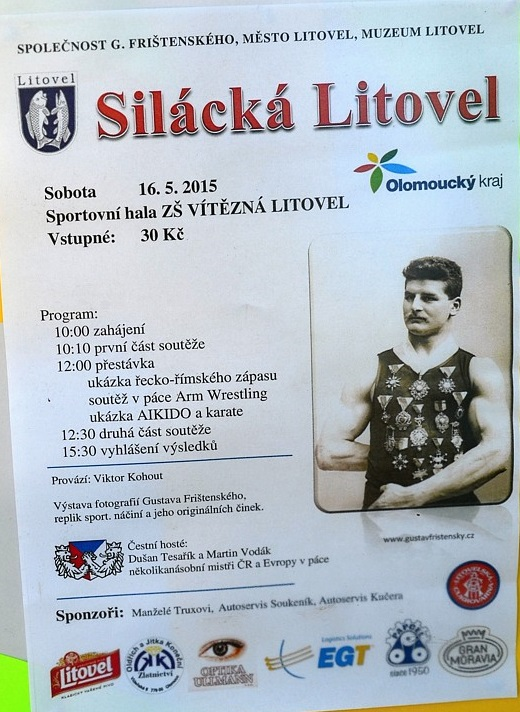 SPOLEČNOST G. FRIŠTENSKÉHO, MĚSTO LITOVEL, MUZEUM LITOVEL
Litovel
Silácká Litovel
Olomoucký kraj
Sobota 16. 5. 2015
Sportovní hala ZŠ VÍTĚZNÁ LITOVEL
Vstupné: 30 Kč
Program:
10:00 zahájení
10:10 první část soutěže
12:00 přestávka
ukázka řecko-římského zápasu
soutěž v páce Arm Wrestling
ukázka AIKIDO a karate
12:30 druhá část soutěže
15:30 vyhlášení výsledků
Provází: Viktor Kohout
Výstava fotografií Gustava Frištenského,
replik sport. náčiní a jeho originálních činek.
www.gustavfristensky.cz
Čestní hosté:
Dušan Tesařík a Martin Vodák
několikanásobní mistři ČR a Evropy v páce
Sponzoři: Manželé Truxovi, Autoservis Soukeník, Autoservis Kučera
Litovel
Oldřich a Jitka Koneční
Zlatnictví
OPTIKA
ULLMANN
Logistics Solutions
EGT
PAPCEL
since 1950
GRAN
MORAVIA